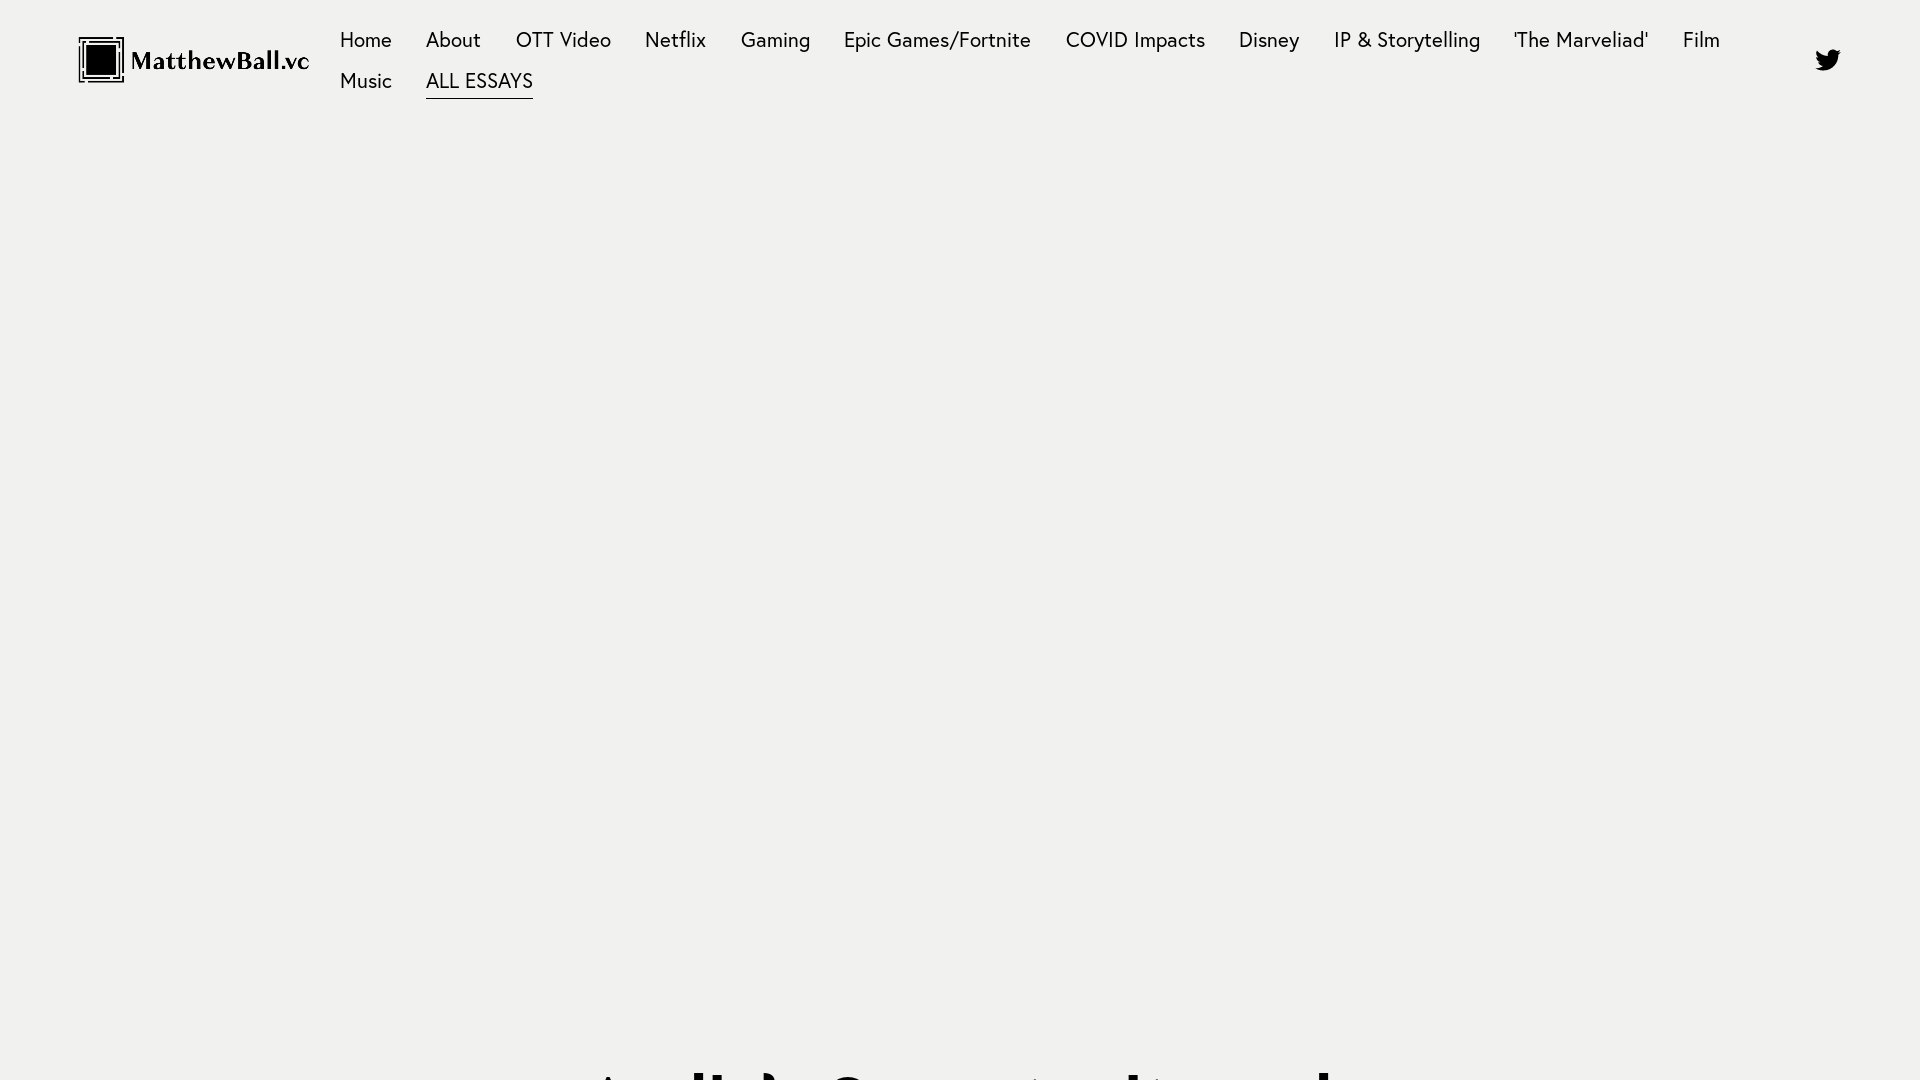 MatthewBall.vc
Home About OTT Video Netflix Gaming Epic Games/Fortnite COVID Impacts Disney IP & Storytelling 'The Marveliad' Film
Music ALL ESSAYS